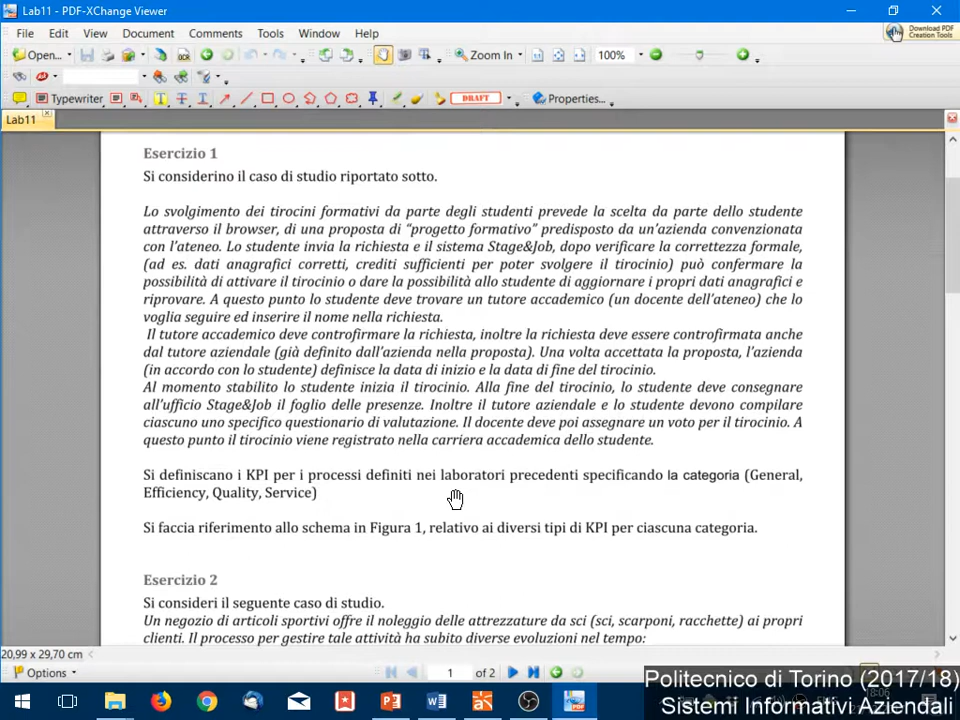 Lab11 - PDF-XChange Viewer
File Edit View Document Comments Tools Window Help
Download PDF
Creation Tools
Open... Zoom In 100%
Typewriter DRAFT Properties...
Lab11
Esercizio 1
Si considerino il caso di studio riportato sotto.
Lo svolgimento dei tirocini formativi da parte degli studenti prevede la scelta da parte dello studente
attraverso il browser, di una proposta di “progetto formativo” predisposto da un’azienda convenzionata
con l’ateneo. Lo studente invia la richiesta e il sistema Stage&Job, dopo verificare la correttezza formale,
(ad es. dati anagrafici corretti, crediti sufficienti per poter svolgere il tirocinio) può confermare la
possibilità di attivare il tirocinio o dare la possibilità allo studente di aggiornare i propri dati anagrafici e
riprovare. A questo punto lo studente deve trovare un tutore accademico (un docente dell’ateneo) che lo
voglia seguire ed inserire il nome nella richiesta.
Il tutore accademico deve controfirmare la richiesta, inoltre la richiesta deve essere controfirmata anche
dal tutore aziendale (già definito dall’azienda nella proposta). Una volta accettata la proposta, l’azienda
(in accordo con lo studente) definisce la data di inizio e la data di fine del tirocinio.
Al momento stabilito lo studente inizia il tirocinio. Alla fine del tirocinio, lo studente deve consegnare
all’ufficio Stage&Job il foglio delle presenze. Inoltre il tutore aziendale e lo studente devono compilare
ciascuno uno specifico questionario di valutazione. Il docente deve poi assegnare un voto per il tirocinio. A
questo punto il tirocinio viene registrato nella carriera accademica dello studente.
Si definiscano i KPI per i processi definiti nei laboratori precedenti specificando la categoria (General,
Efficiency, Quality, Service)
Si faccia riferimento allo schema in Figura 1, relativo ai diversi tipi di KPI per ciascuna categoria.
Esercizio 2
Si consideri il seguente caso di studio.
Un negozio di articoli sportivi offre il noleggio delle attrezzature da sci (sci, scarponi, racchette) ai propri
clienti. Il processo per gestire tale attività ha subito diverse evoluzioni nel tempo:
20,99 x 29,70 cm
Options 1 of 2
Politecnico di Torino (2017/18)
18:06
Sistemi Informativi Aziendali